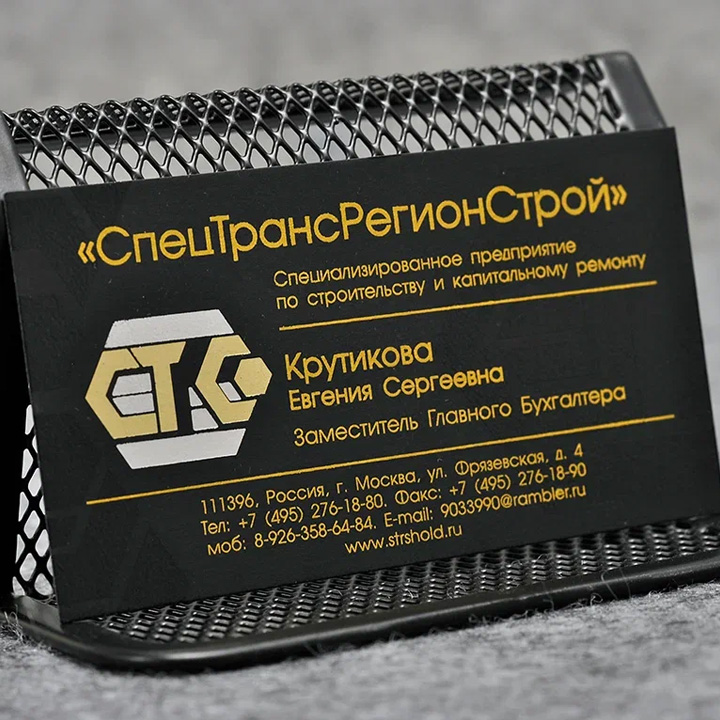 «СпецТрансРегионСтрой»
Специализированное предприятие
по строительству и капитальному ремонту
СТРС
Крутикова
Евгения Сергеевна
Заместитель Главного Бухгалтера
111396, Россия, г. Москва, ул. Фрязевская, д. 4
Тел: +7 (495) 276-18-80. Факс: +7 (495) 276-18-90
моб: 8-926-358-64-84. E-mail: 9033990@rambler.ru
www.strshold.ru